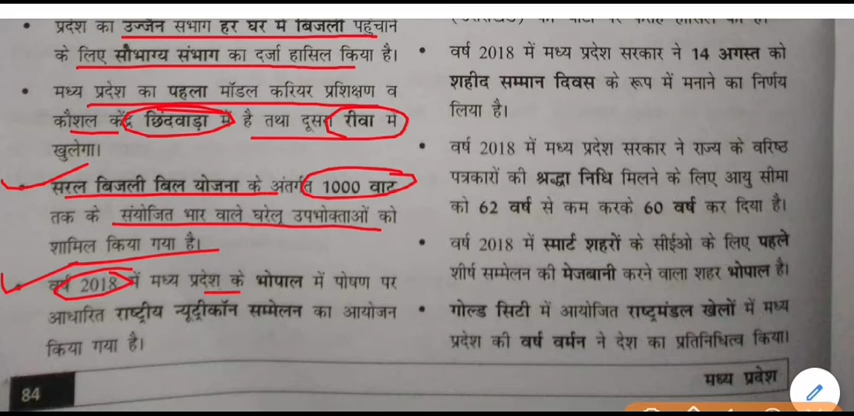 प्रदेश का उज्जैन संभाग हर घर में बिजली पहुंचाने
के लिए सौभाग्य संभाग का दर्जा हासिल किया है।
• मध्य प्रदेश का पहला मॉडल करियर प्रशिक्षण व
कौशल केंद्र छिंदवाड़ा में है तथा दूसरा रीवा में
खुलेगा।
सरल बिजली बिल योजना के अंतर्गत 1000 वाट
तक के संयोजित भार वाले घरेलू उपभोक्ताओं को
शामिल किया गया है।
वर्ष 2018 में मध्य प्रदेश के भोपाल में पोषण पर
आधारित राष्ट्रीय न्यूट्रीकॉन सम्मेलन का आयोजन
किया गया है।
84
• वर्ष 2018 में मध्य प्रदेश सरकार ने 14 अगस्त को
शहीद सम्मान दिवस के रूप में मनाने का निर्णय
लिया है।
• वर्ष 2018 में मध्य प्रदेश सरकार ने राज्य के वरिष्ठ
पत्रकारों की श्रद्धा निधि मिलने के लिए आयु सीमा
को 62 वर्ष से कम करके 60 वर्ष कर दिया है।
• वर्ष 2018 में स्मार्ट शहरों के सीईओ के लिए पहले
शीर्ष सम्मेलन की मेजबानी करने वाला शहर भोपाल है।
• गोल्ड सिटी में आयोजित राष्ट्रमंडल खेलों में मध्य
प्रदेश की वर्षा वर्मन ने देश का प्रतिनिधित्व किया।
मध्य प्रदेश